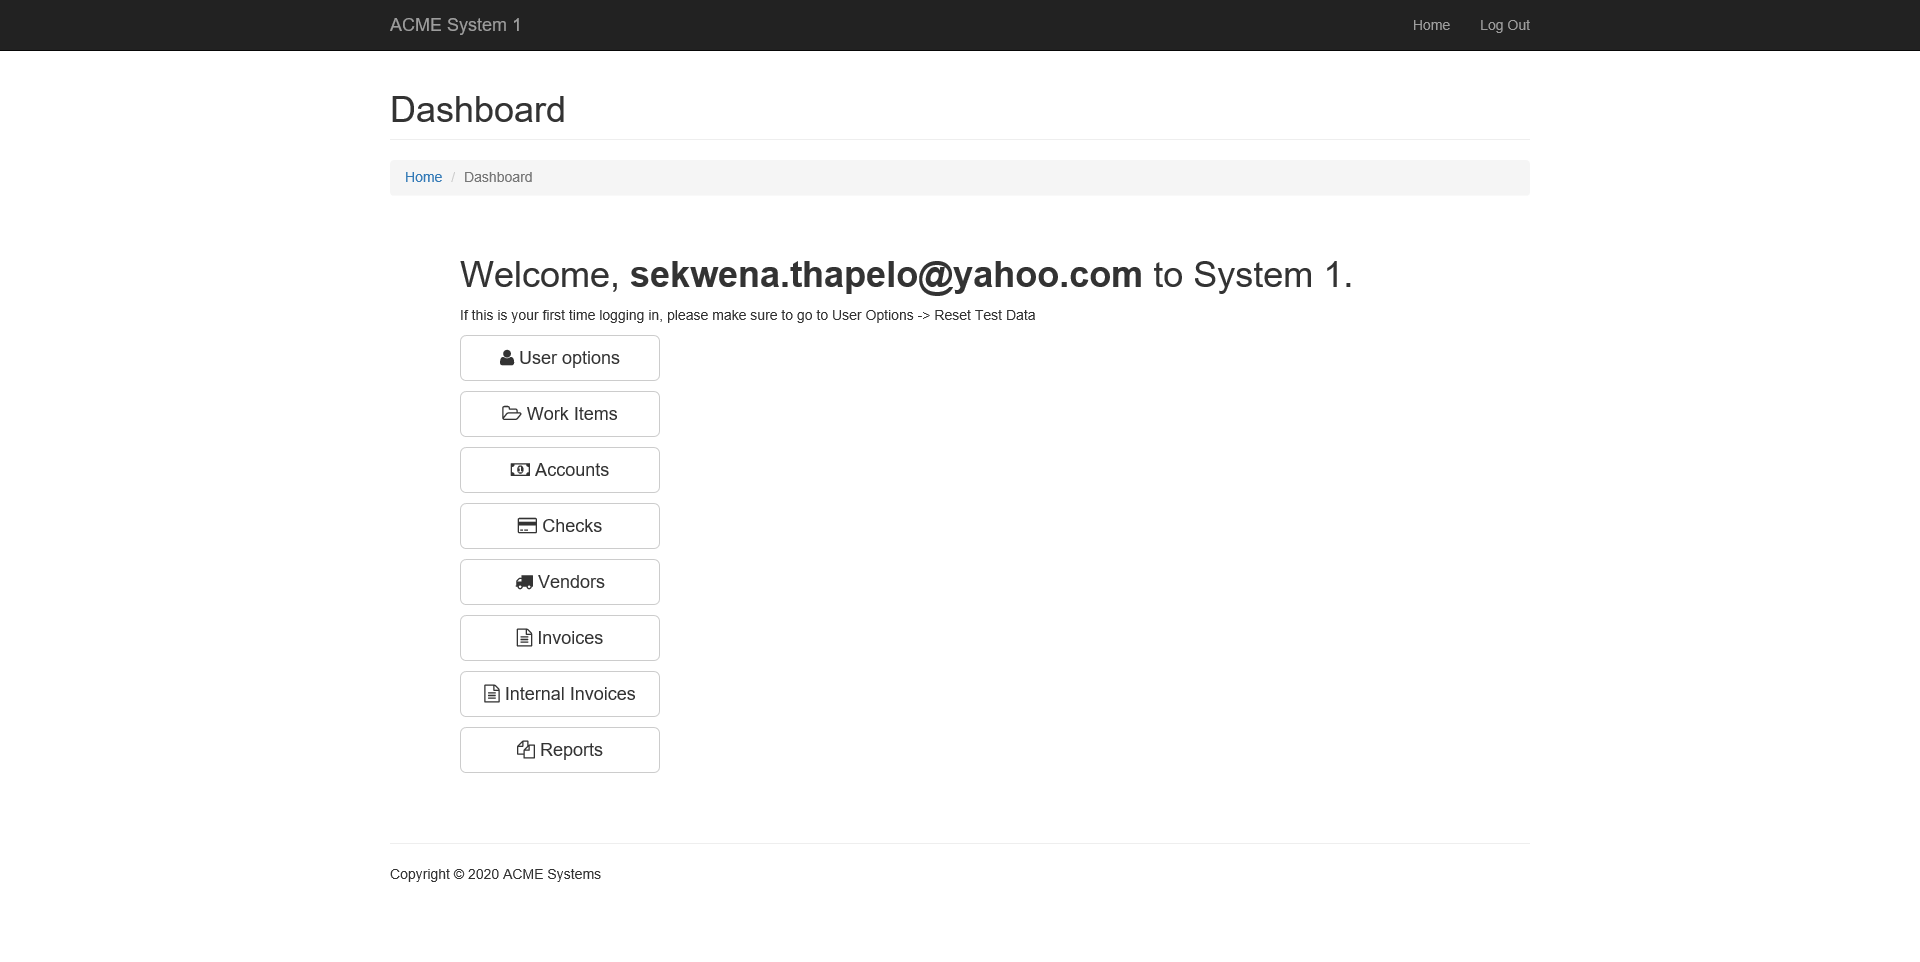 ACME System 1
Home
Log Out
Dashboard
Home / Dashboard
Welcome, sekwena.thapelo@yahoo.com to System 1.
If this is your first time logging in, please make sure to go to User Options -> Reset Test Data
User options
Work Items
Accounts
Checks
Vendors
Invoices
Internal Invoices
Reports
Copyright © 2020 ACME Systems